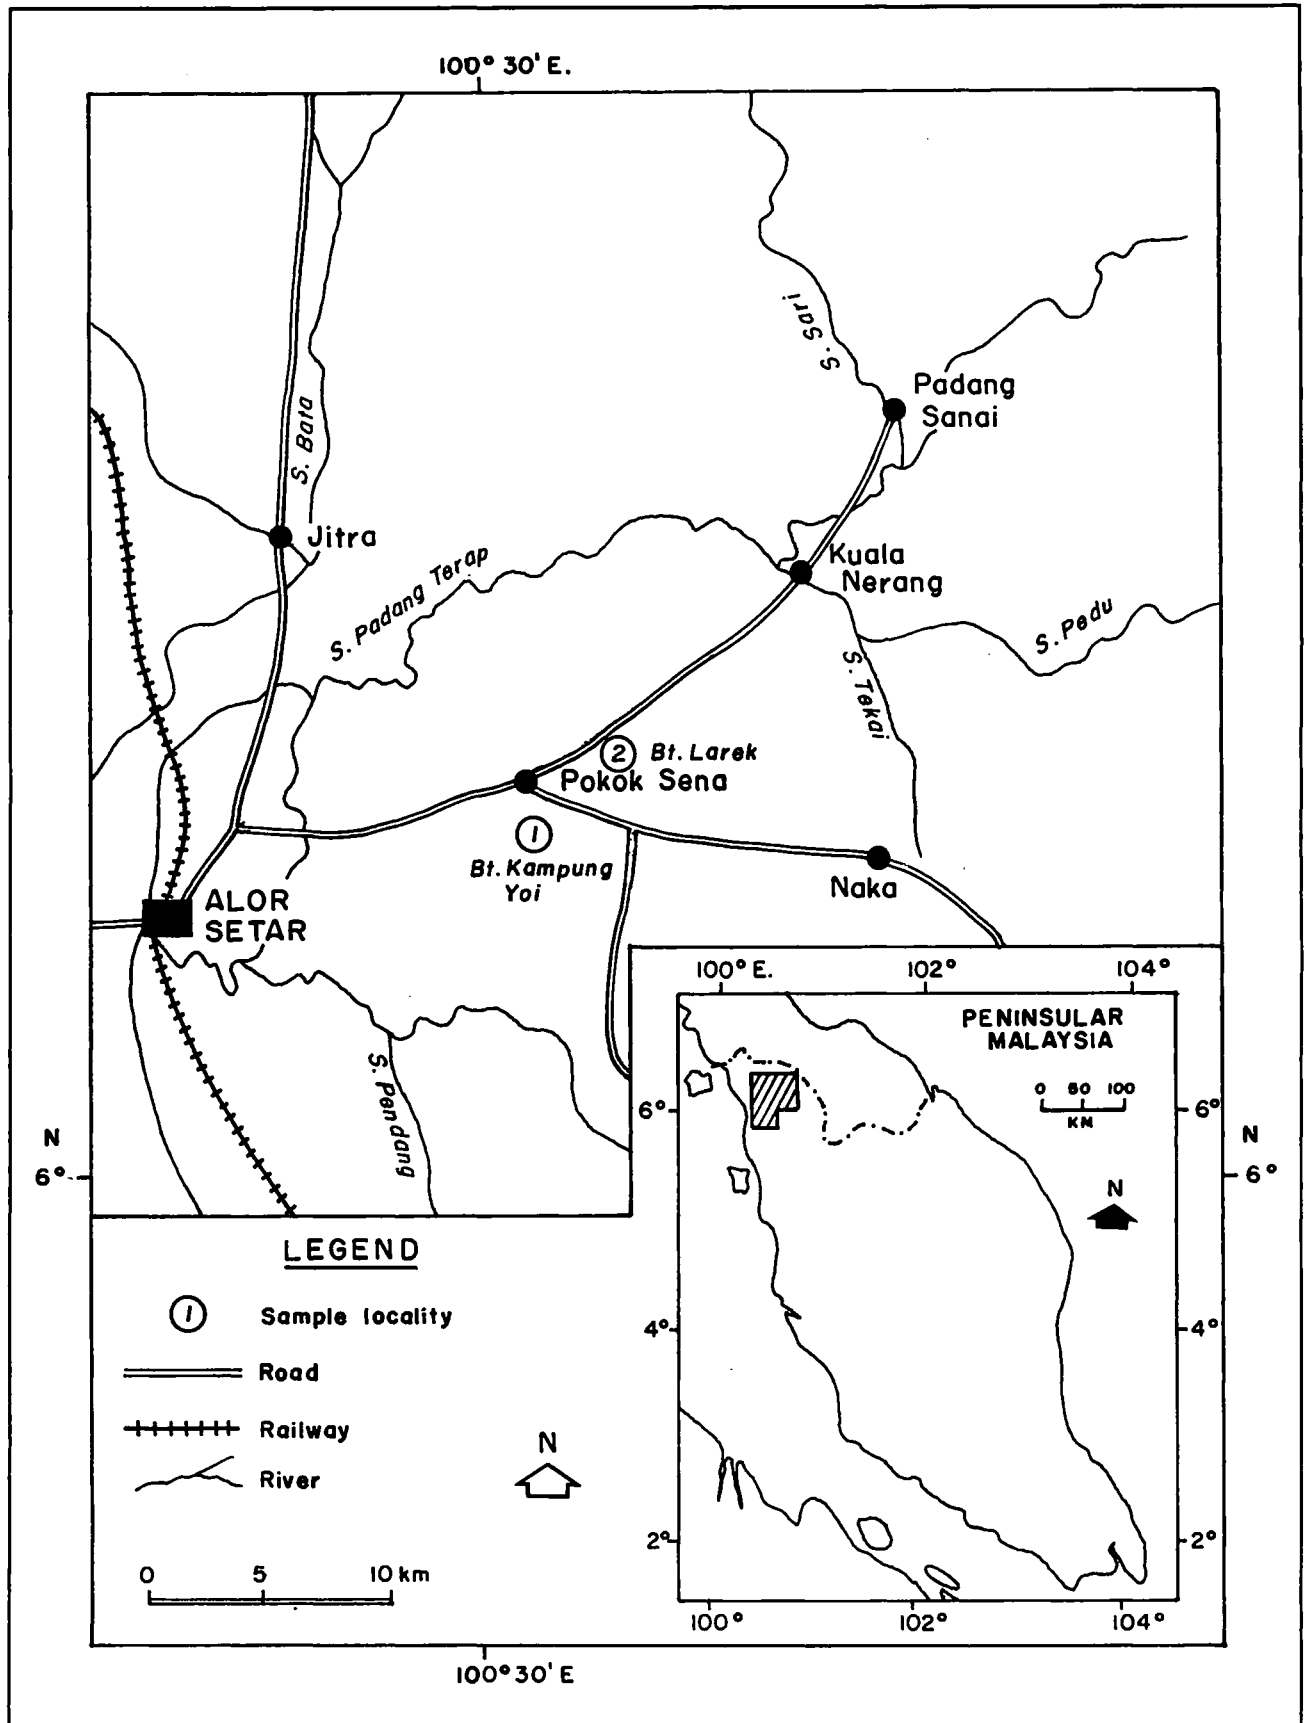 100° 30' E.
S. Sari
Padang
Sanai
S. Bata
Jitra
S. Padang Terap
Kuala
Nerang
S. Pedu
S. Tekai
2 Bt. Larek
Pokok Sena
1
Bt. Kampung
Yoi
Naka
ALOR
SETAR
S. Pendang
N
6°
N
6°
100° E. 102° 104°
PENINSULAR
MALAYSIA
0 50 100
KM
6° 6°
N
4° 4°
2° 2°
100° 102° 104°
LEGEND
1 Sample locality
Road
Railway
River
N
0 5 10 km
100° 30' E